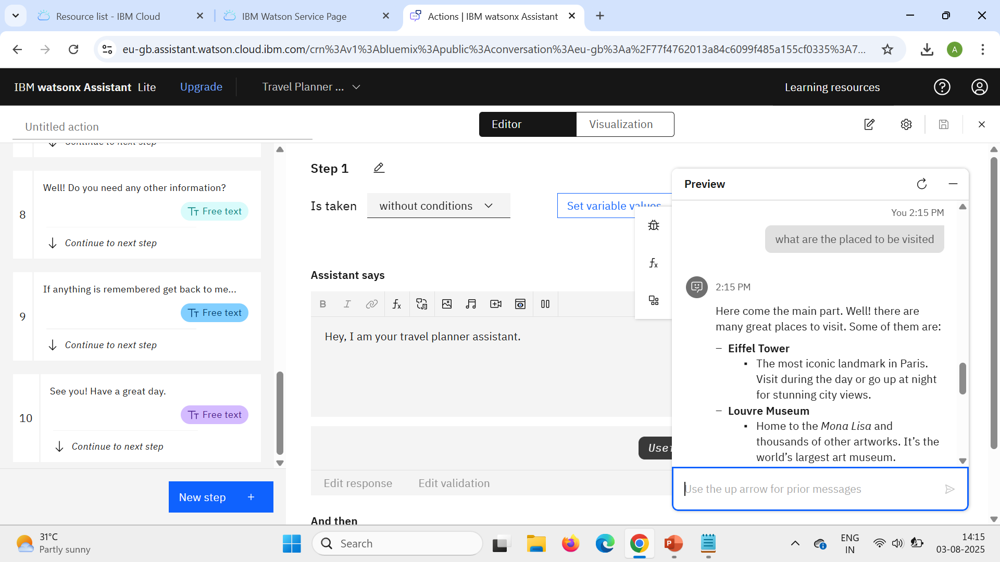 Resource list - IBM Cloud
IBM Watson Service Page
Actions | IBM watsonx Assistant
eu-gb.assistant.watson.cloud.ibm.com/crn%3Av1%3Abluemix%3Apublic%3Aconversation%3Aeu-gb%3Aa%2F77f4762013a84c6099f485a155cf0335%3A7...
A
IBM watsonx Assistant Lite
Upgrade
Travel Planner ...
Learning resources
Untitled action
Editor
Visualization
Continue to next step
8
Well! Do you need any other information?
Free text
Continue to next step
9
If anything is remembered get back to me...
Free text
Continue to next step
10
See you! Have a great day.
Free text
Continue to next step
New step +
Step 1
Is taken
without conditions
Set variable values
Assistant says
B I
fx
Hey, I am your travel planner assistant.
Edit response
Edit validation
And then
fx
Preview
You 2:15 PM
what are the placed to be visited
2:15 PM
Here come the main part. Well! there are
many great places to visit. Some of them are:
– Eiffel Tower
▪ The most iconic landmark in Paris.
Visit during the day or go up at night
for stunning city views.
– Louvre Museum
▪ Home to the Mona Lisa and
thousands of other artworks. It’s the
world’s largest art museum.
Use the up arrow for prior messages
31°C
Partly sunny
Search
ENG
IN
14:15
03-08-2025